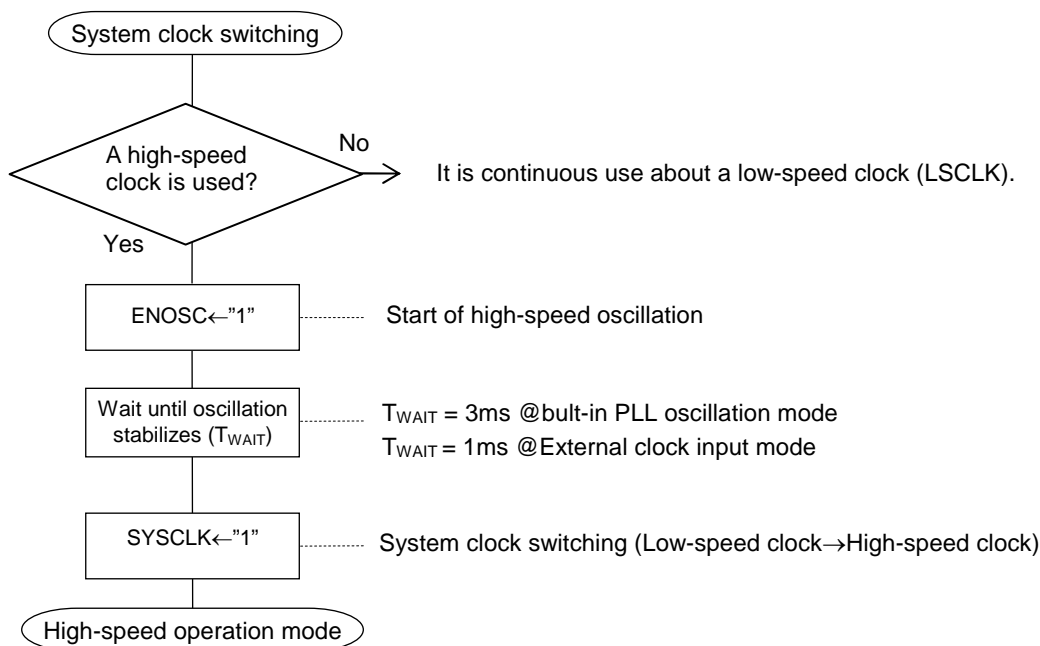 System clock switching
A high-speed
clock is used?
No
It is continuous use about a low-speed clock (LSCLK).
Yes
ENOSC←"1"
Start of high-speed oscillation
Wait until oscillation
stabilizes (TWAIT)
TWAIT = 3ms @bult-in PLL oscillation mode
TWAIT = 1ms @External clock input mode
SYSCLK←"1"
System clock switching (Low-speed clock→High-speed clock)
High-speed operation mode